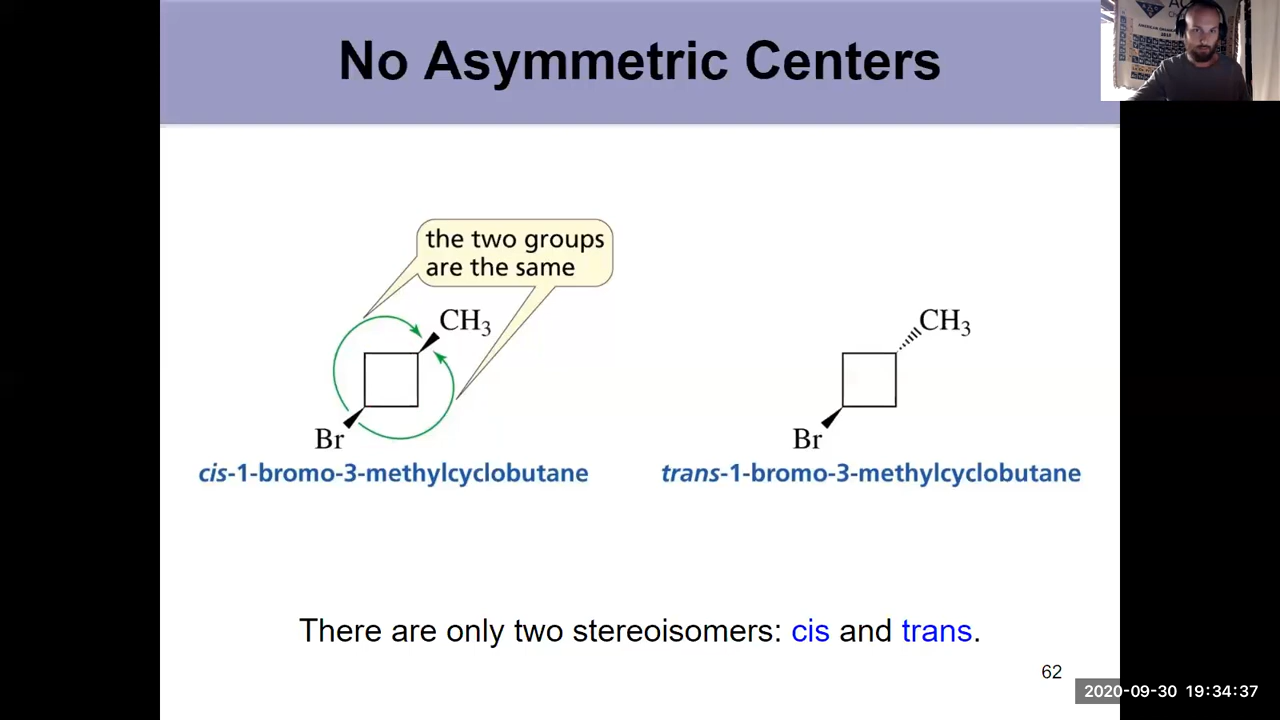 No Asymmetric Centers
the two groups
are the same
CH3
CH3
Br
Br
cis-1-bromo-3-methylcyclobutane
trans-1-bromo-3-methylcyclobutane
There are only two stereoisomers: cis and trans.
62
2020-09-30 19:34:37